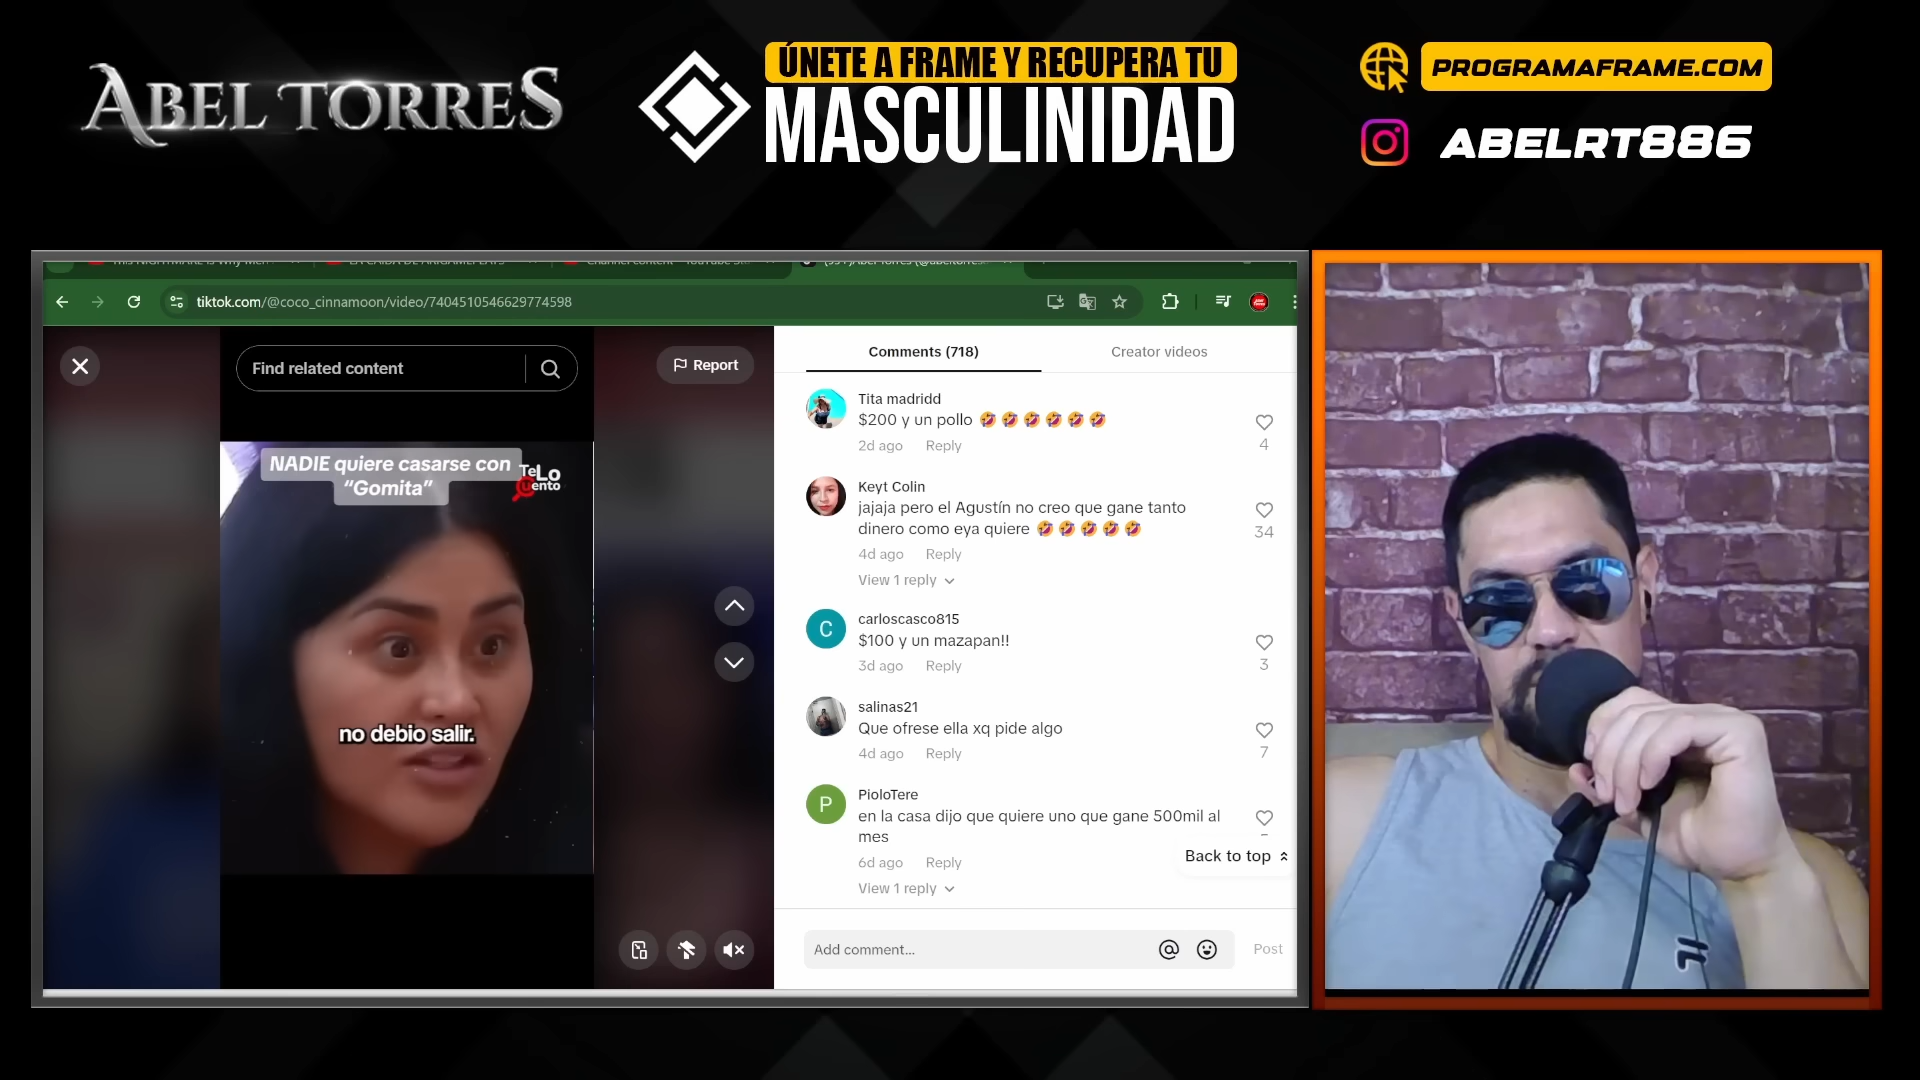 ABEL TORRES
ÚNETE A FRAME Y RECUPERA TU
MASCULINIDAD
PROGRAMAFRAME.COM
ABELRT886
tiktok.com/@coco_cinnamoon/video/7404510546629774598
Find related content
Report
NADIE quiere casarse con
“Gomita”
TeLo
Cuento
no debio salir.
Comments (718)
Creator videos
Tita madridd
$200 y un pollo 🤣🤣🤣🤣🤣🤣
4
2d ago Reply
Keyt Colin
jajaja pero el Agustín no creo que gane tanto
dinero como eya quiere 🤣🤣🤣🤣🤣
34
4d ago Reply
View 1 reply
C
carloscasco815
$100 y un mazapan!!
3
3d ago Reply
salinas21
Que ofrese ella xq pide algo
7
4d ago Reply
P
PioloTere
en la casa dijo que quiere uno que gane 500mil al
mes
6d ago Reply
View 1 reply
Back to top
Add comment...
Post